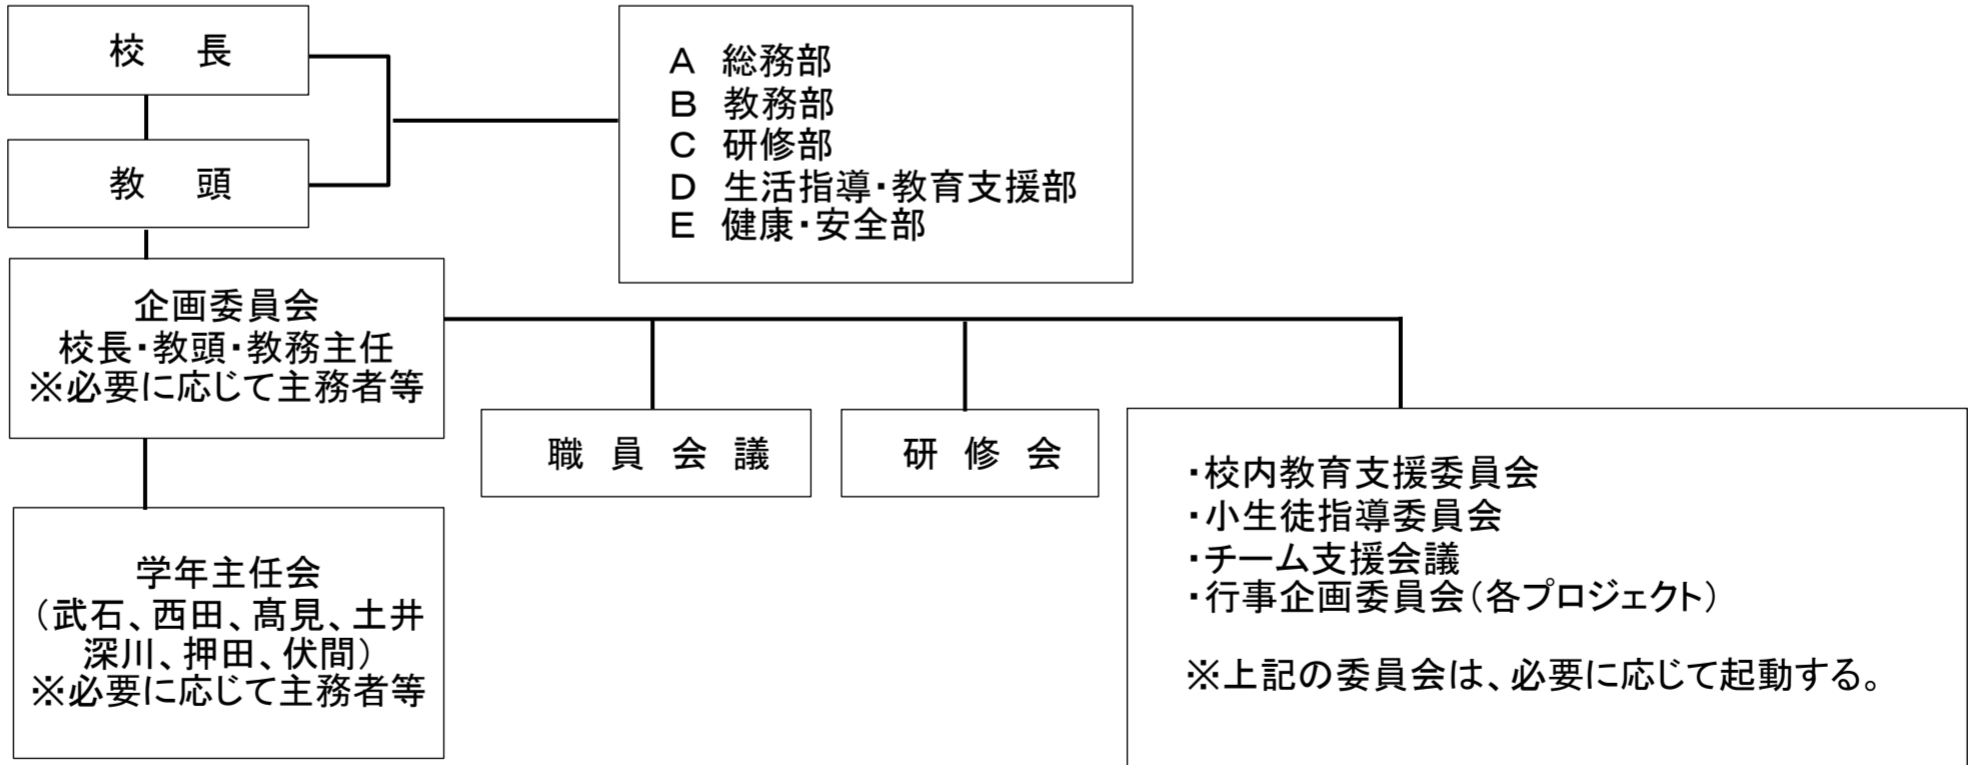 校　長
教　頭
A　総務部
B　教務部
C　研修部
D　生活指導・教育支援部
E　健康・安全部
企画委員会
校長・教頭・教務主任
※必要に応じて主務者等
職 員 会 議
研 修 会
・校内教育支援委員会
・小生徒指導委員会
・チーム支援会議
・行事企画委員会(各プロジェクト)
※上記の委員会は、必要に応じて起動する。
学年主任会
(武石、西田、髙見、土井
深川、押田、伏間)
※必要に応じて主務者等